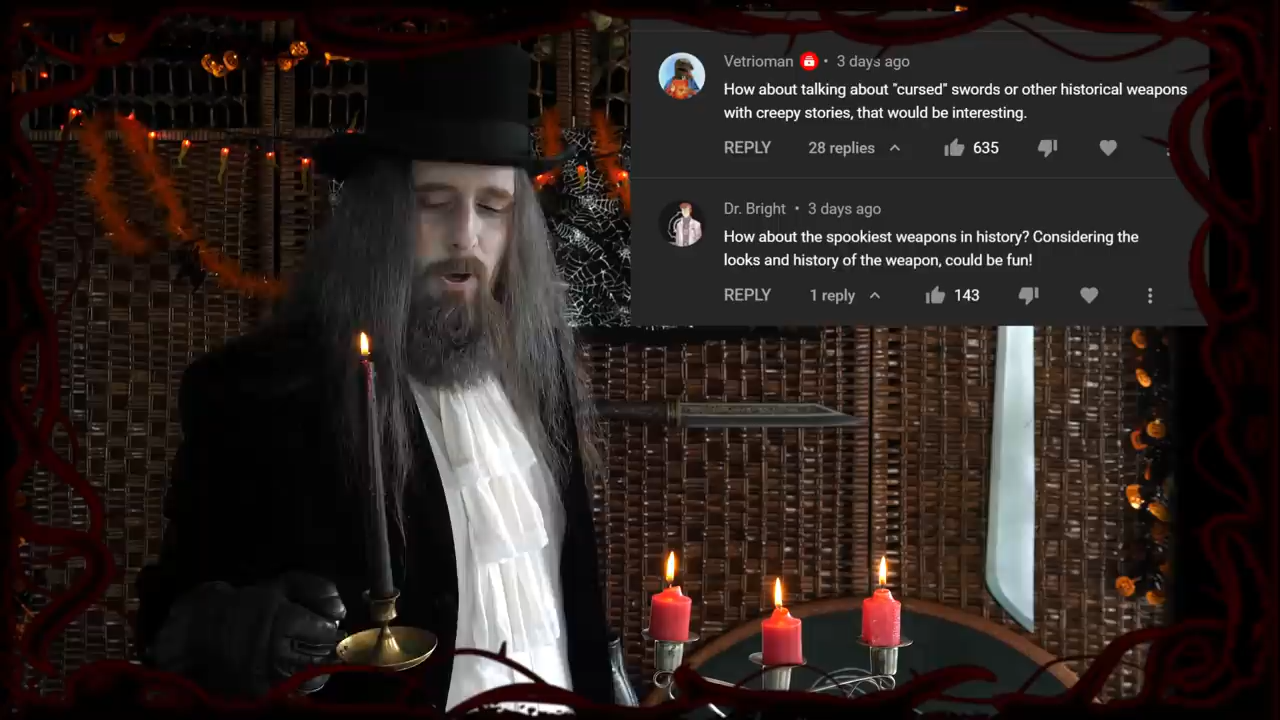 Vetrioman • 3 days ago
How about talking about "cursed" swords or other historical weapons
with creepy stories, that would be interesting.
REPLY 28 replies 635
Dr. Bright • 3 days ago
How about the spookiest weapons in history? Considering the
looks and history of the weapon, could be fun!
REPLY 1 reply 143